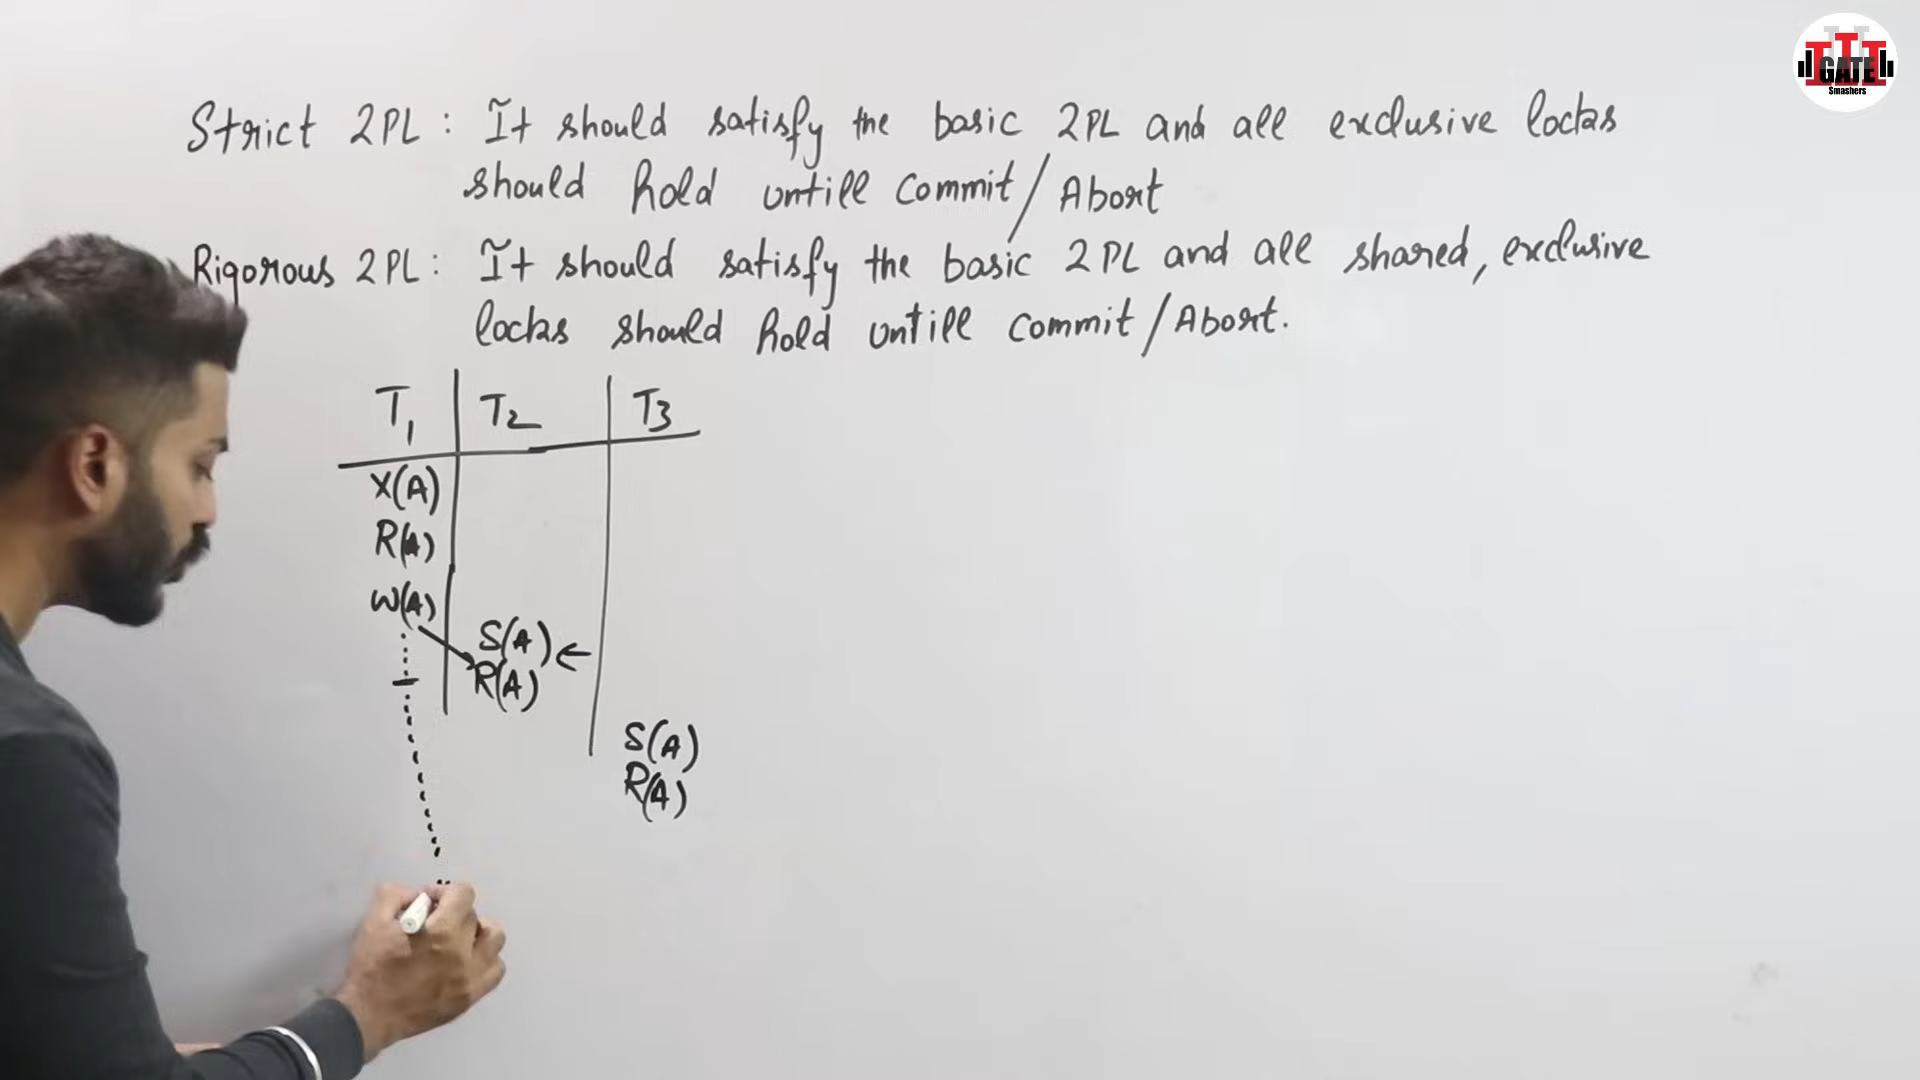 GATE
Smashers
Strict 2PL : It should satisfy the basic 2PL and all exclusive locks
should hold untill Commit / Abort
Rigorous 2PL : It should satisfy the basic 2PL and all shared, exclusive
locks should hold untill commit / Abort.
T1 T2 T3
X(A)
R(A)
W(A)
S(A) ←
R(A)
S(A)
R(A)